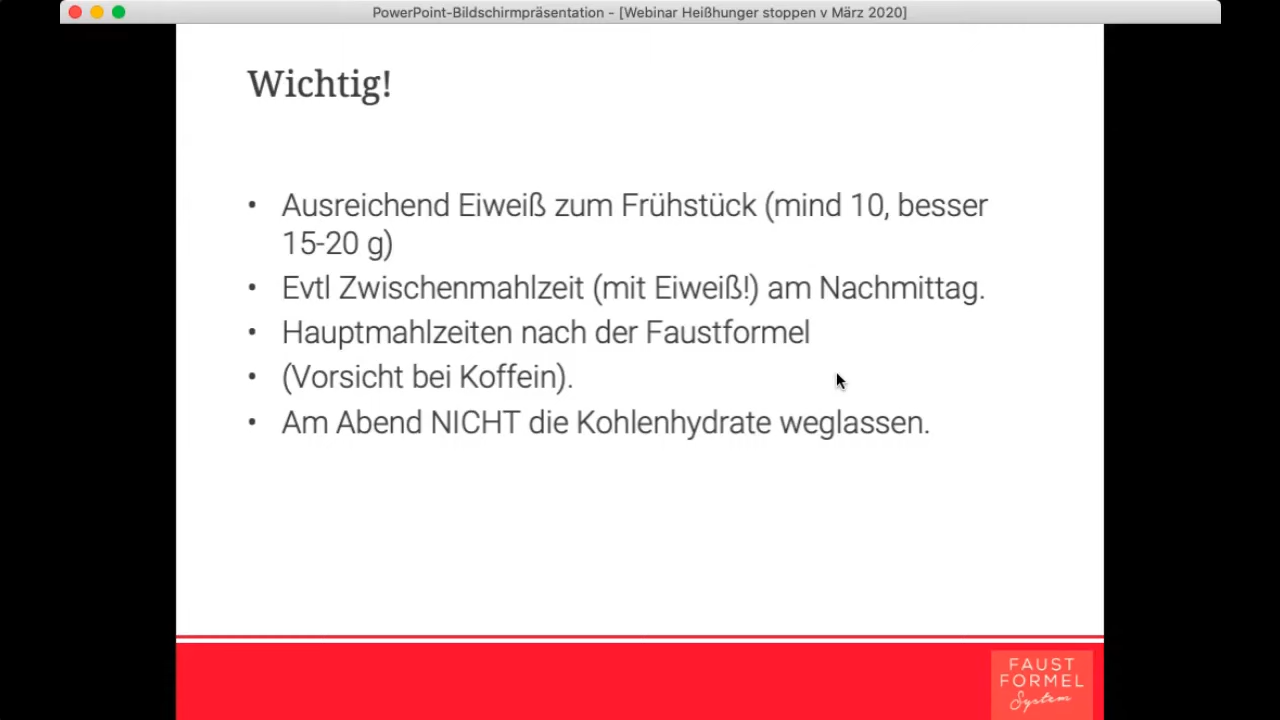 PowerPoint-Bildschirmpräsentation - [Webinar Heißhunger stoppen v März 2020]
Wichtig!
• Ausreichend Eiweiß zum Frühstück (mind 10, besser
15-20 g)
• Evtl Zwischenmahlzeit (mit Eiweiß!) am Nachmittag.
• Hauptmahlzeiten nach der Faustformel
• (Vorsicht bei Koffein).
• Am Abend NICHT die Kohlenhydrate weglassen.
FAUST
FORMEL
System